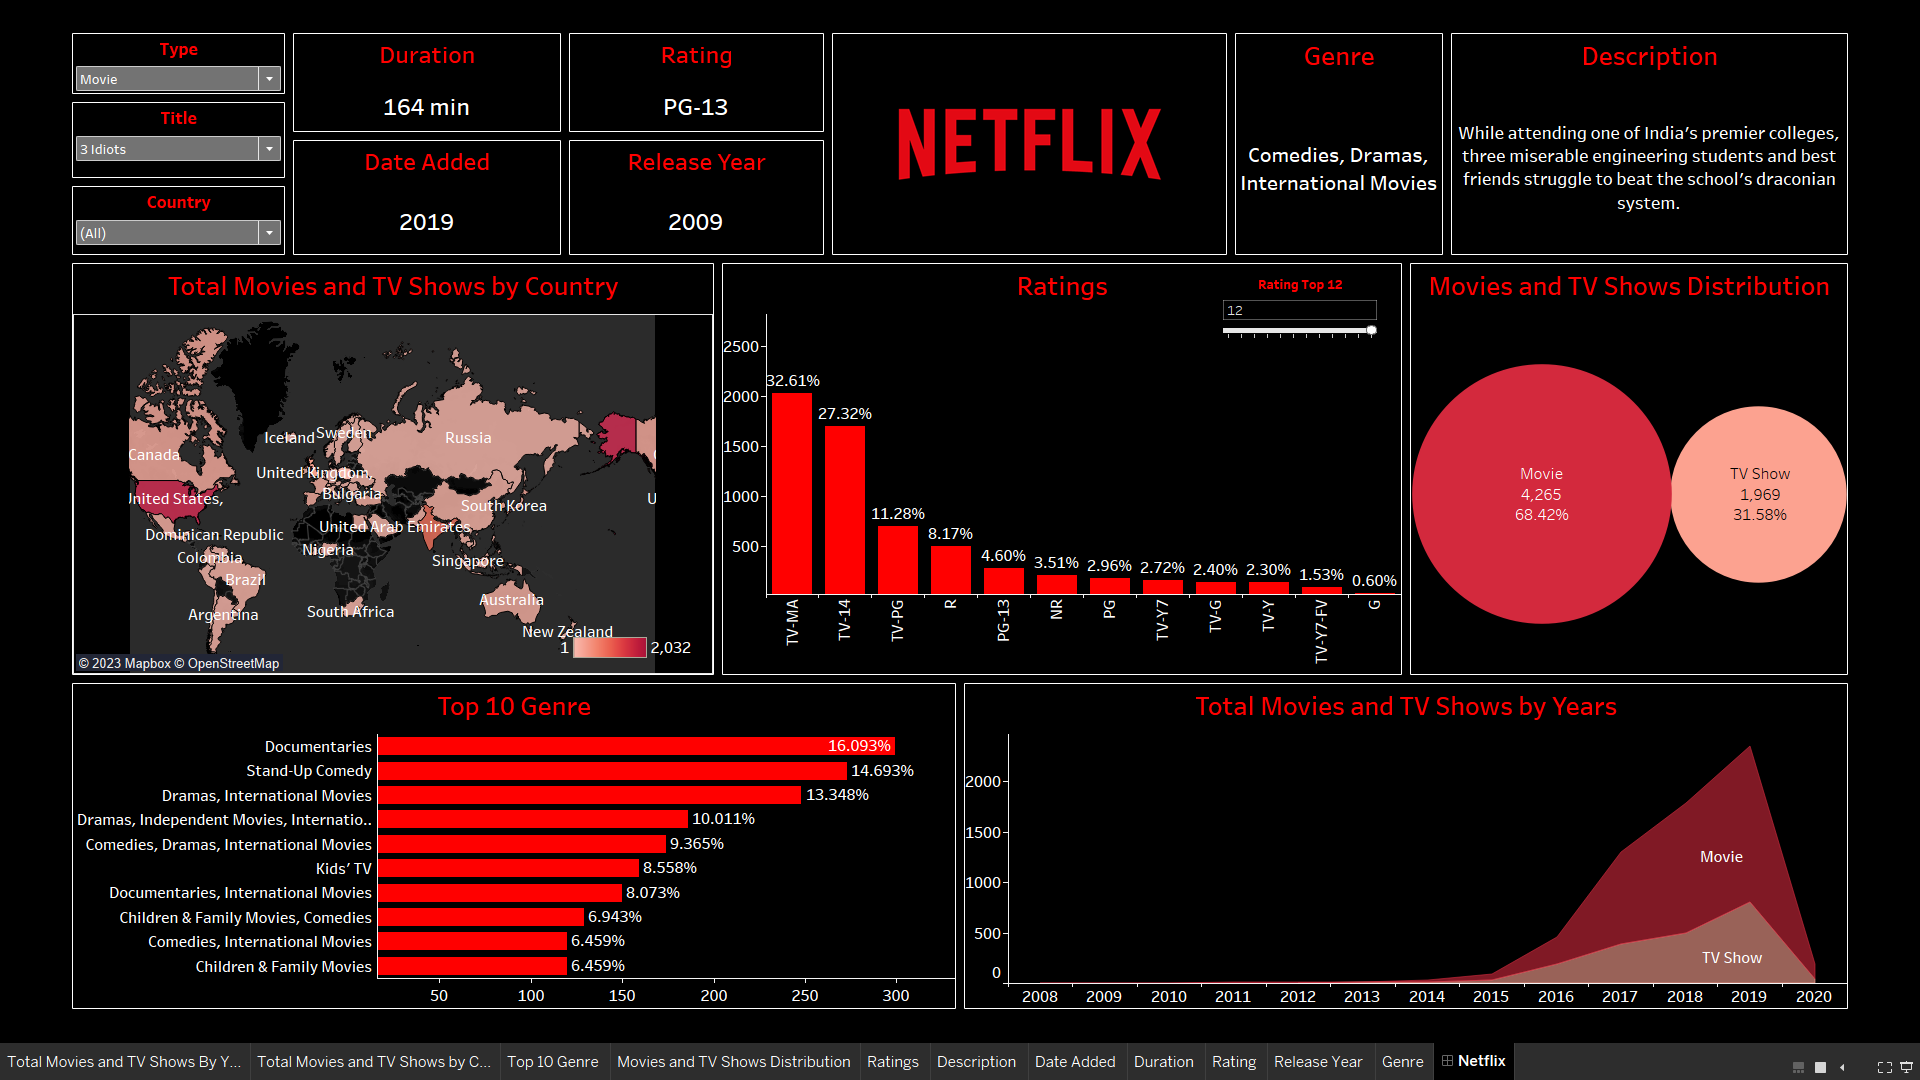 Type
Movie
Title
3 Idiots
Country
(All)
Duration
164 min
Rating
PG-13
Date Added
2019
Release Year
2009
NETFLIX
Genre
Comedies, Dramas,
International Movies
Description
While attending one of India’s premier colleges,
three miserable engineering students and best
friends struggle to beat the school’s draconian
system.
Total Movies and TV Shows by Country
Iceland
Sweden
Russia
Canada
United Kingdom,
Bulgaria
South Korea
United States,
U
Dominican Republic
United Arab Emirates
Nigeria
Colombia
Singapore
Brazil
Australia
Argentina
South Africa
New Zealand
1
2,032
© 2023 Mapbox © OpenStreetMap
Ratings
Rating Top 12
12
2500
2000
1500
1000
500
32.61%
27.32%
11.28%
8.17%
4.60%
3.51%
2.96%
2.72%
2.40%
2.30%
1.53%
0.60%
TV-MA
TV-14
TV-PG
R
PG-13
NR
PG
TV-Y7
TV-G
TV-Y
TV-Y7-FV
G
Movies and TV Shows Distribution
Movie
4,265
68.42%
TV Show
1,969
31.58%
Top 10 Genre
Documentaries 16.093%
Stand-Up Comedy 14.693%
Dramas, International Movies 13.348%
Dramas, Independent Movies, Internatio.. 10.011%
Comedies, Dramas, International Movies 9.365%
Kids’ TV 8.558%
Documentaries, International Movies 8.073%
Children & Family Movies, Comedies 6.943%
Comedies, International Movies 6.459%
Children & Family Movies 6.459%
50 100 150 200 250 300
Total Movies and TV Shows by Years
2000
1500
1000
500
0
Movie
TV Show
2008 2009 2010 2011 2012 2013 2014 2015 2016 2017 2018 2019 2020
Total Movies and TV Shows By Y... Total Movies and TV Shows by C... Top 10 Genre Movies and TV Shows Distribution Ratings Description Date Added Duration Rating Release Year Genre Netflix